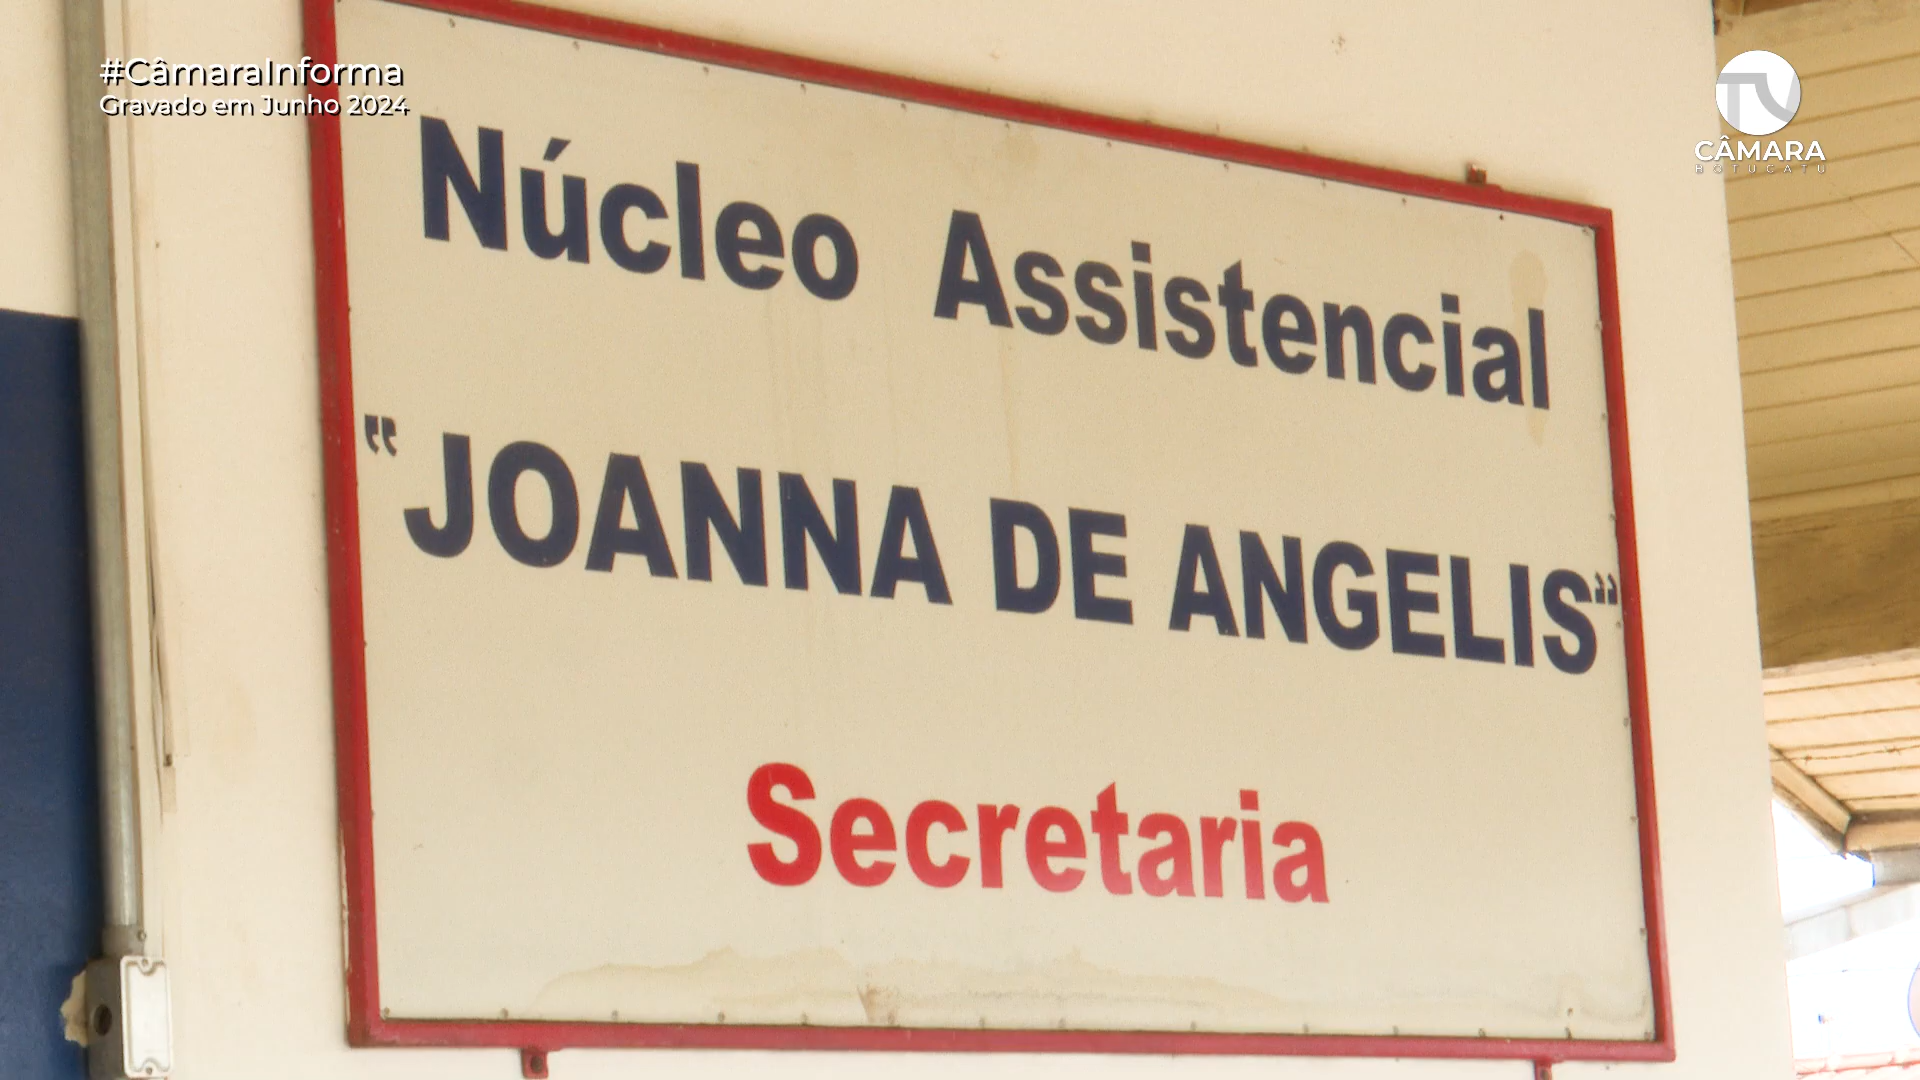 #CâmaraInforma
Gravado em Junho 2024
TV
CÂMARA
BOTUCATU
Núcleo Assistencial
"JOANNA DE ANGELIS"
Secretaria